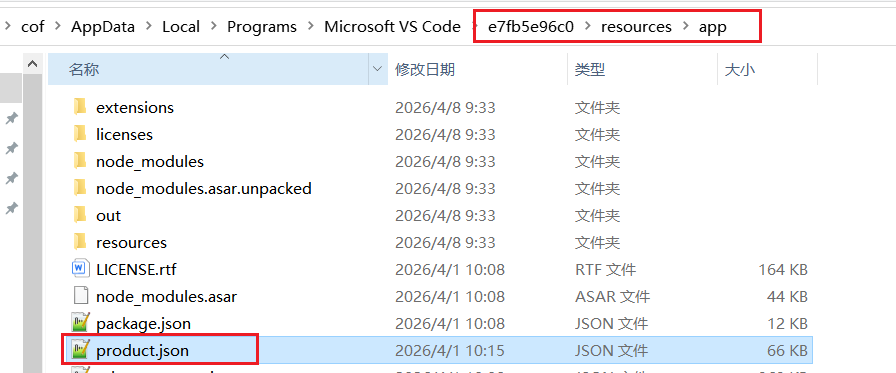 cof > AppData > Local > Programs > Microsoft VS Code > e7fb5e96c0 > resources > app
名称 修改日期 类型 大小
extensions 2026/4/8 9:33 文件夹
licenses 2026/4/8 9:33 文件夹
node_modules 2026/4/8 9:33 文件夹
node_modules.asar.unpacked 2026/4/8 9:33 文件夹
out 2026/4/8 9:33 文件夹
resources 2026/4/8 9:33 文件夹
LICENSE.rtf 2026/4/1 10:08 RTF 文件 164 KB
node_modules.asar 2026/4/1 10:08 ASAR 文件 44 KB
package.json 2026/4/1 10:08 JSON 文件 12 KB
product.json 2026/4/1 10:15 JSON 文件 66 KB